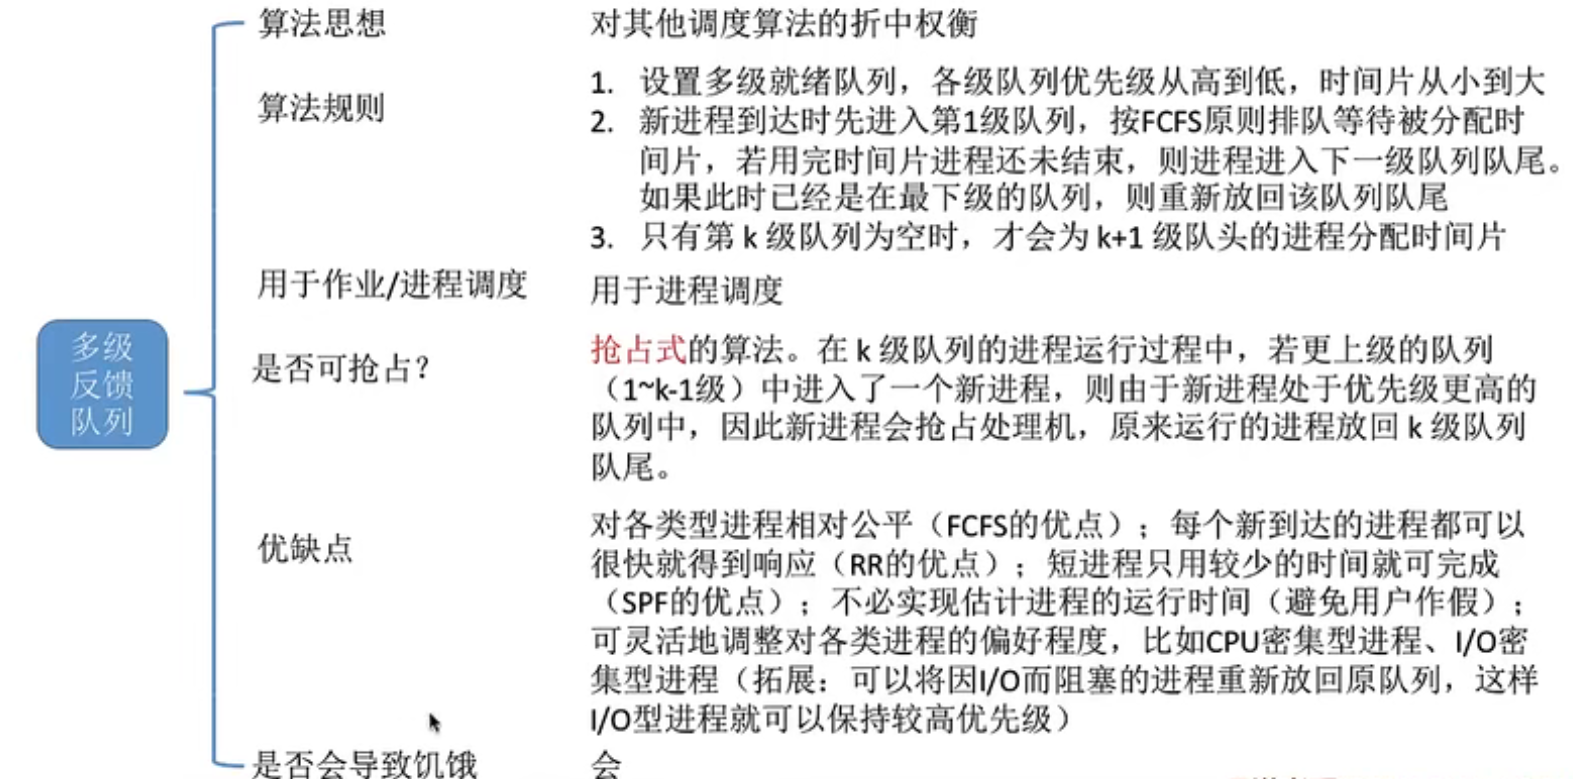 算法思想
对其他调度算法的折中权衡
算法规则
1. 设置多级就绪队列，各级队列优先级从高到低，时间片从小到大
2. 新进程到达时先进入第1级队列，按FCFS原则排队等待被分配时
间片，若用完时间片进程还未结束，则进程进入下一级队列队尾。
如果此时已经是在最下级的队列，则重新放回该队列队尾
3. 只有第 k 级队列为空时，才会为 k+1 级队头的进程分配时间片
用于作业/进程调度
用于进程调度
多级
反馈
队列
是否可抢占？
抢占式的算法。在 k 级队列的进程运行过程中，若更上级的队列
（1~k-1级）中进入了一个新进程，则由于新进程处于优先级更高的
队列中，因此新进程会抢占处理机，原来运行的进程放回 k 级队列
队尾。
优缺点
对各类型进程相对公平（FCFS的优点）；每个新到达的进程都可以
很快就得到响应（RR的优点）；短进程只用较少的时间就可完成
（SPF的优点）；不必实现估计进程的运行时间（避免用户作假）；
可灵活地调整对各类进程的偏好程度，比如CPU密集型进程、I/O密
集型进程（拓展：可以将因I/O而阻塞的进程重新放回原队列，这样
I/O型进程就可以保持较高优先级）
是否会导致饥饿
会